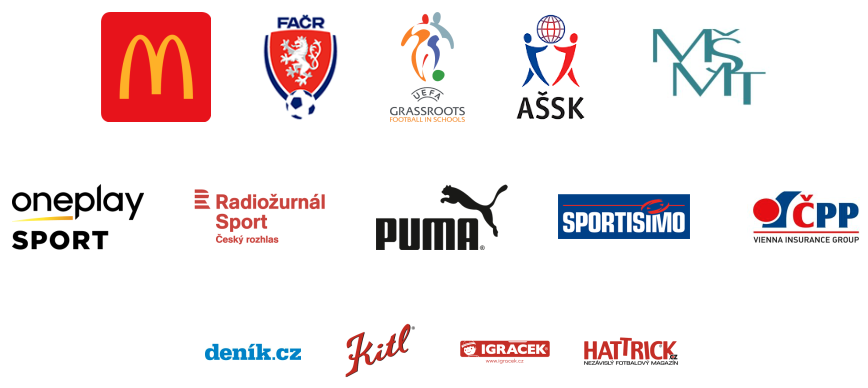 FAČR
UEFA
GRASSROOTS
FOOTBALL IN SCHOOLS
AŠSK
MŠMT
oneplay
SPORT
Radiožurnál
Sport
Český rozhlas
PUMA
SPORTISIMO
ČPP
VIENNA INSURANCE GROUP
deník.cz
Kitl
IGRÁČEK
www.igracek.cz
HATTRICK.cz
NEZÁVISLÝ FOTBALOVÝ MAGAZÍN